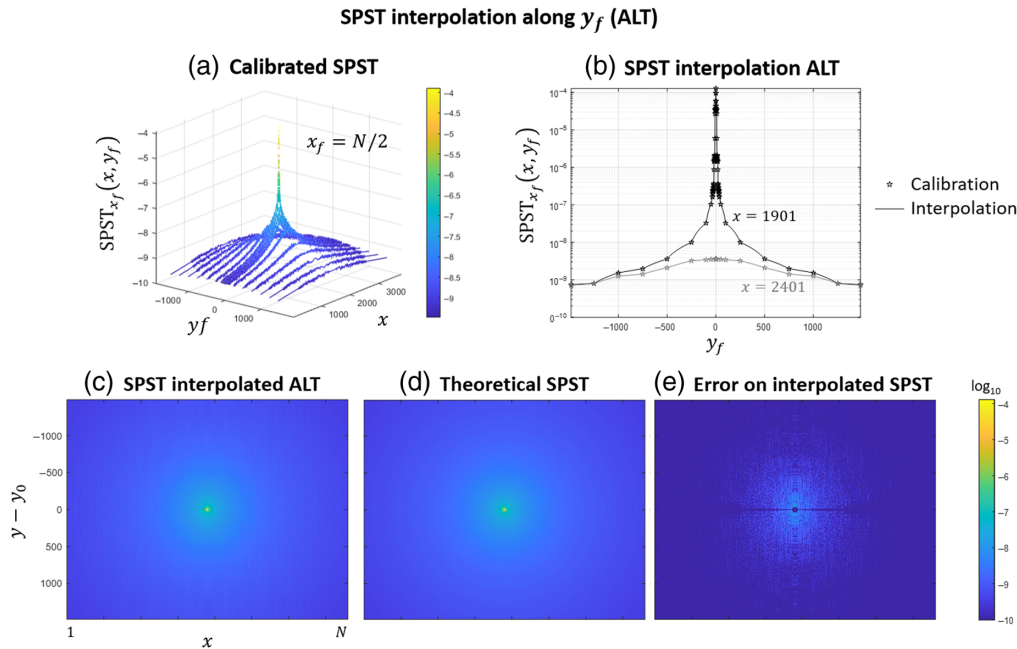 SPST interpolation along y_f (ALT)
(a) Calibrated SPST
SPST_{x_f}(x, y_f)
−4
−5
−6
−7
−8
−9
−10
x_f = N/2
−1000
0
1000
yf
1000
2000
3000
x
−4
−4.5
−5
−5.5
−6
−6.5
−7
−7.5
−8
−8.5
−9
(b) SPST interpolation ALT
SPST_{x_f}(x, y_f)
10^{−4}
10^{−5}
10^{−6}
10^{−7}
10^{−8}
10^{−9}
0^{−10}
x = 1901
x = 2401
−1000
−500
0
500
1000
y_f
Calibration
Interpolation
(c) SPST interpolated ALT
y − y_0
−1000
−500
0
500
1000
1
x
N
(d) Theoretical SPST
(e) Error on interpolated SPST
log_{10}
−4
−5
−6
−7
−8
−9
−10